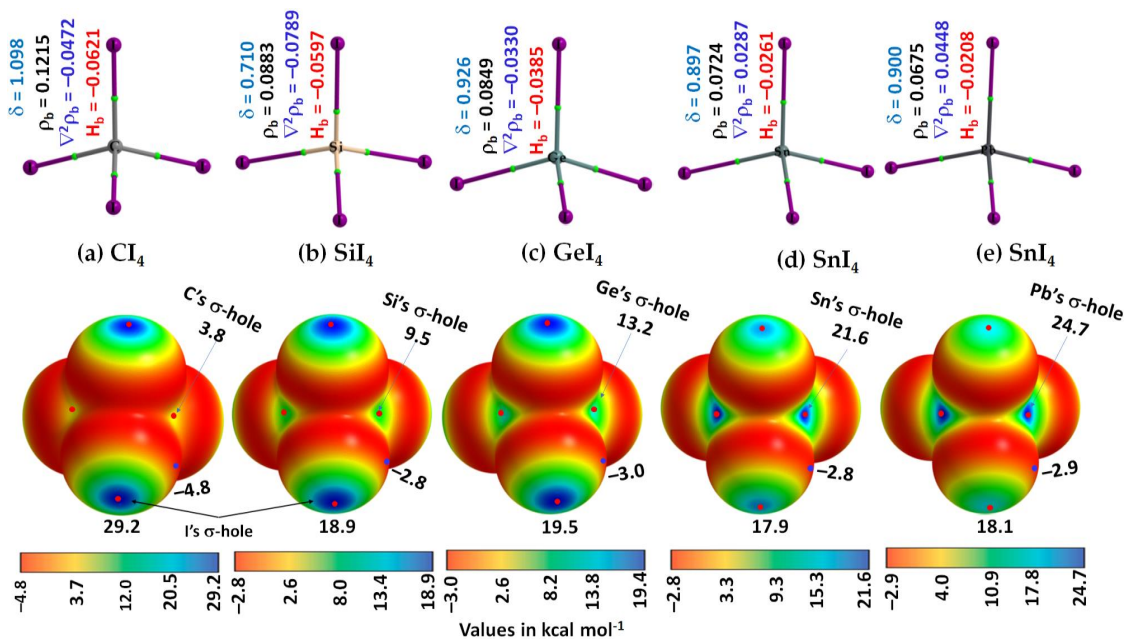 δ = 1.098
ρb = 0.1215
∇²ρb = −0.0472
Hb = −0.0621
C
I
I
I
I
(a) CI4
δ = 0.710
ρb = 0.0883
∇²ρb = −0.0789
Hb = −0.0597
Si
I
I
I
I
(b) SiI4
δ = 0.926
ρb = 0.0849
∇²ρb = −0.0330
Hb = −0.0385
Ge
I
I
I
I
(c) GeI4
δ = 0.897
ρb = 0.0724
∇²ρb = 0.0287
Hb = −0.0261
Sn
I
I
I
I
(d) SnI4
δ = 0.900
ρb = 0.0675
∇²ρb = 0.0448
Hb = −0.0208
I
I
I
I
(e) SnI4
C's σ-hole
3.8
−4.8
29.2
I's σ-hole
Si's σ-hole
9.5
−2.8
18.9
Ge's σ-hole
13.2
−3.0
19.5
Sn's σ-hole
21.6
−2.8
17.9
Pb's σ-hole
24.7
−2.9
18.1
−4.8 3.7 12.0 20.5 29.2
−2.8 2.6 8.0 13.4 18.9
−3.0 2.6 8.2 13.8 19.4
−2.8 3.3 9.3 15.3 21.6
−2.9 4.0 10.9 17.8 24.7
Values in kcal mol⁻¹